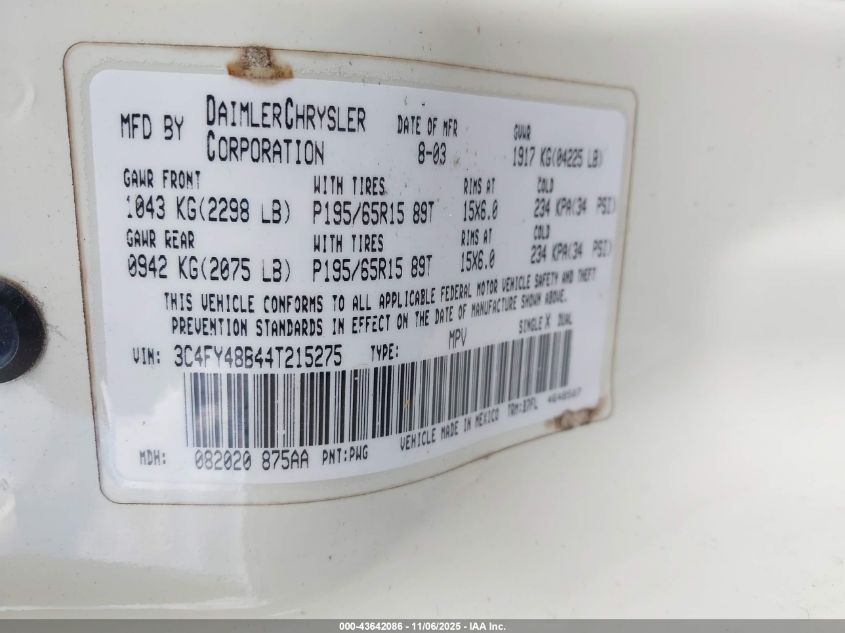 MFD BY DAIMLERCHRYSLER CORPORATION DATE OF MFR 8-03 GVWR 1917 KG(04225 LB)
GAWR FRONT WITH TIRES RIMS AT COLD
1043 KG(2298 LB) P195/65R15 89T 15X6.0 234 KPA(34 PSI)
GAWR REAR WITH TIRES RIMS AT COLD
0942 KG(2075 LB) P195/65R15 89T 15X6.0 234 KPA(34 PSI)
THIS VEHICLE CONFORMS TO ALL APPLICABLE FEDERAL MOTOR VEHICLE SAFETY AND THEFT
PREVENTION STANDARDS IN EFFECT ON THE DATE OF MANUFACTURE SHOWN ABOVE.
VIN: 3C4FY48B44T215275 TYPE: MPV SINGLE X DUAL
MDH: 082020 875AA PNT:PWG VEHICLE MADE IN MEXICO TRM:B7FL 4648507
000-43642086 - 11/06/2025 - IAA Inc.